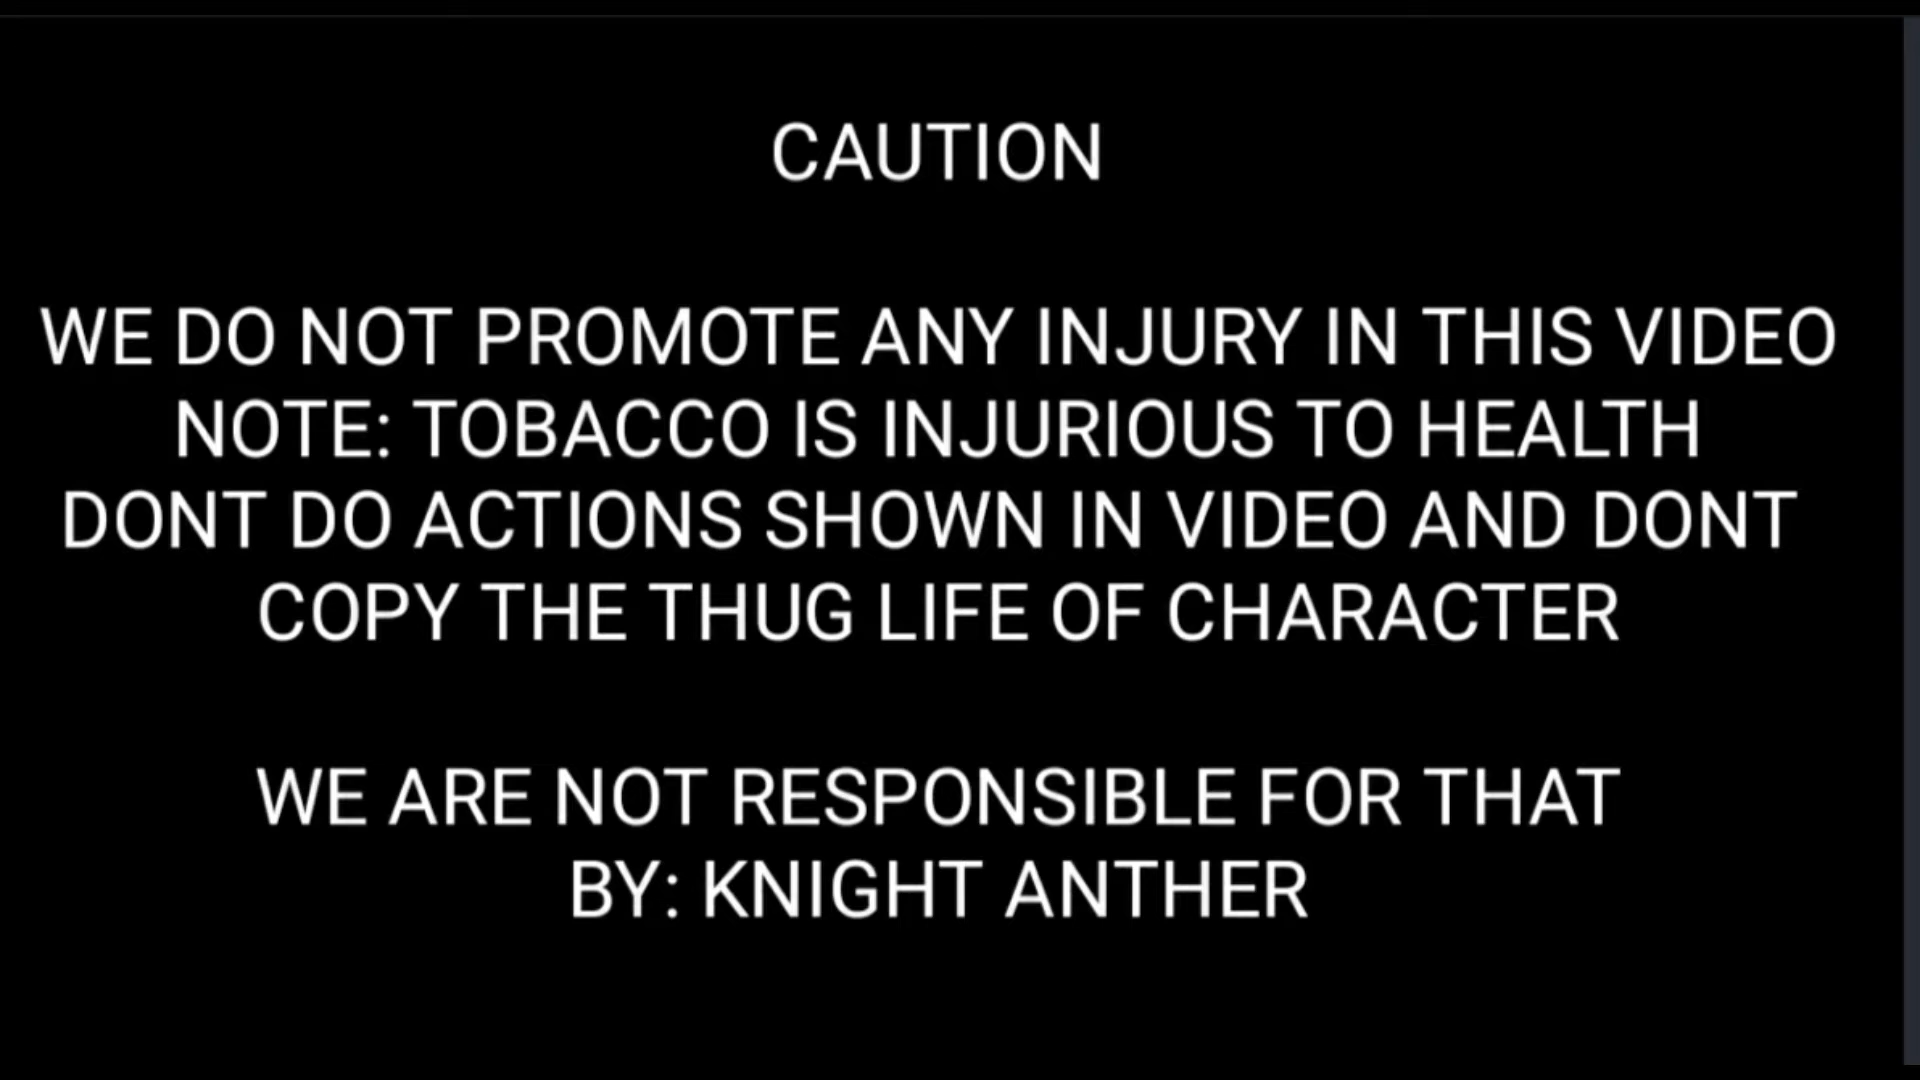 CAUTION
WE DO NOT PROMOTE ANY INJURY IN THIS VIDEO
NOTE: TOBACCO IS INJURIOUS TO HEALTH
DONT DO ACTIONS SHOWN IN VIDEO AND DONT
COPY THE THUG LIFE OF CHARACTER
WE ARE NOT RESPONSIBLE FOR THAT
BY: KNIGHT ANTHER